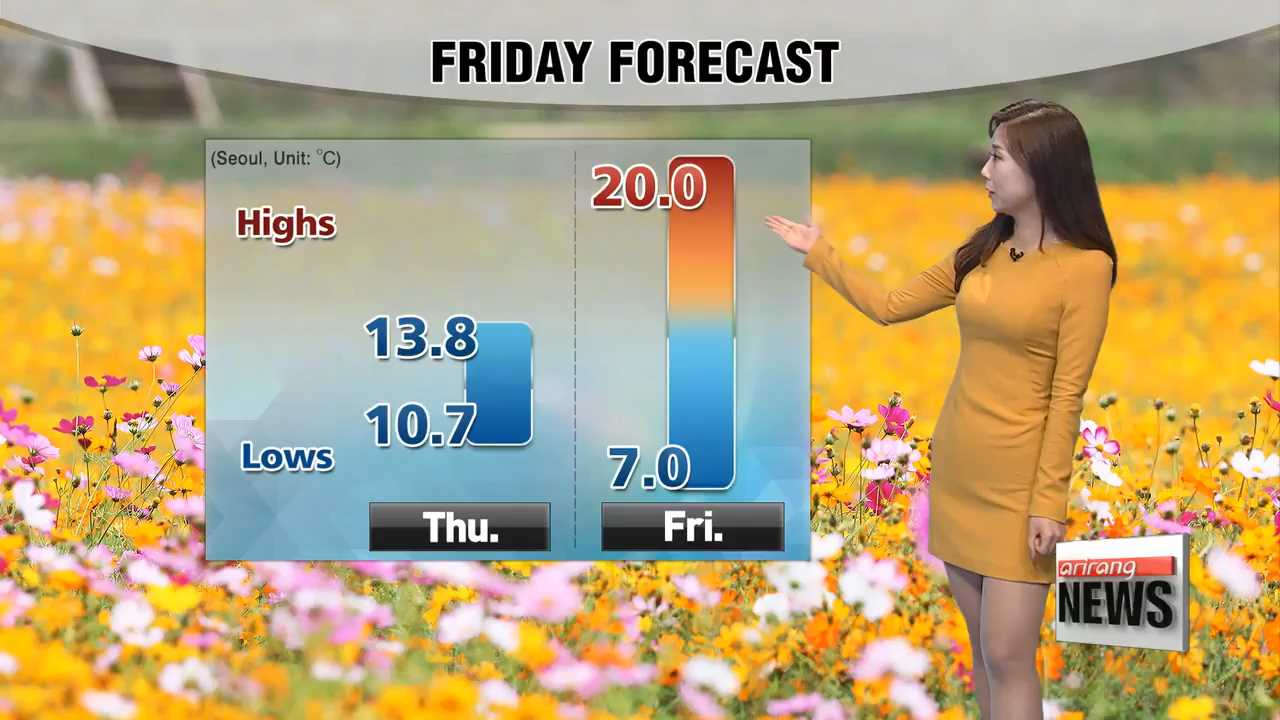 FRIDAY FORECAST
(Seoul, Unit: °C)
Highs
20.0
13.8
10.7
Lows
7.0
Thu.
Fri.
arirang
NEWS